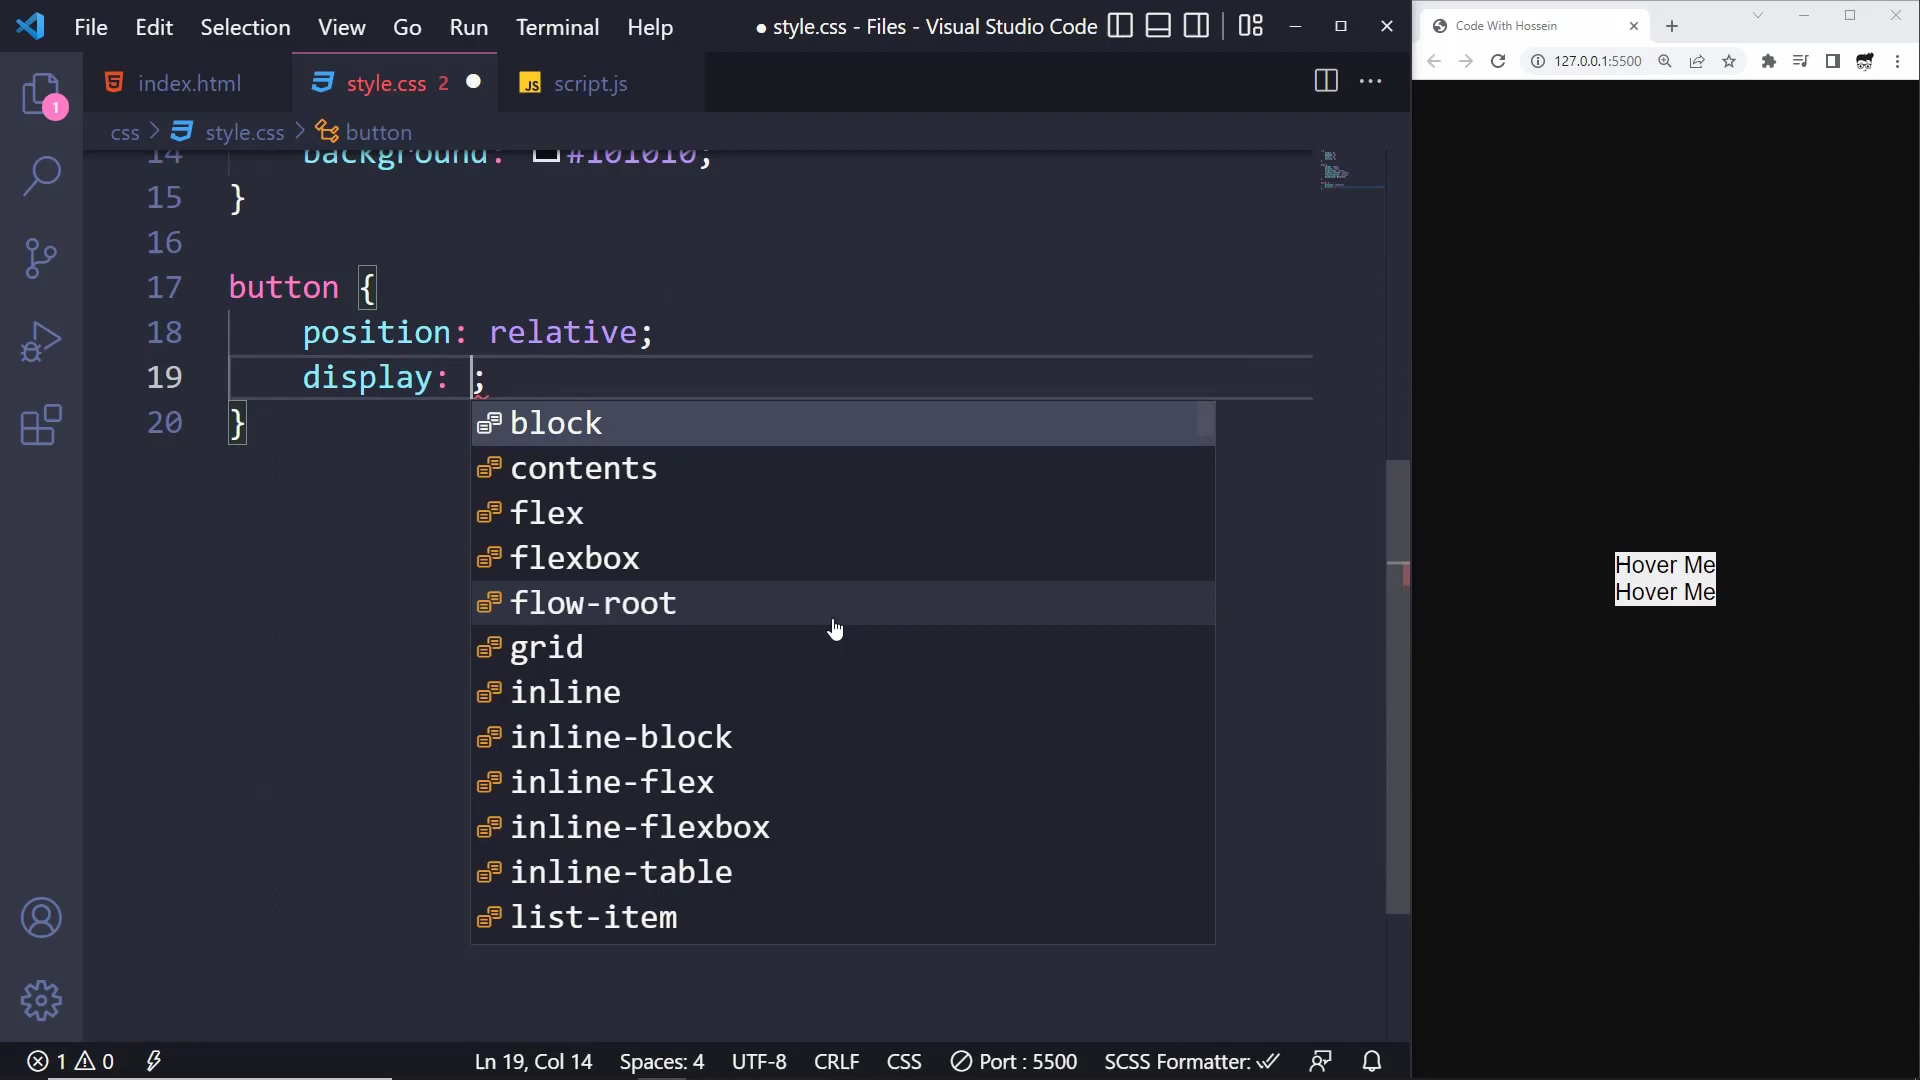 File Edit Selection View Go Run Terminal Help ● style.css - Files - Visual Studio Code
index.html style.css 2 JS script.js
css > style.css > button
14 background: #101010;
15 }
16
17 button {
18 position: relative;
19 display: ;
20 }
block
contents
flex
flexbox
flow-root
grid
inline
inline-block
inline-flex
inline-flexbox
inline-table
list-item
1
1 0 Ln 19, Col 14 Spaces: 4 UTF-8 CRLF CSS Port : 5500 SCSS Formatter:
Code With Hossein
127.0.0.1:5500
Hover Me
Hover Me